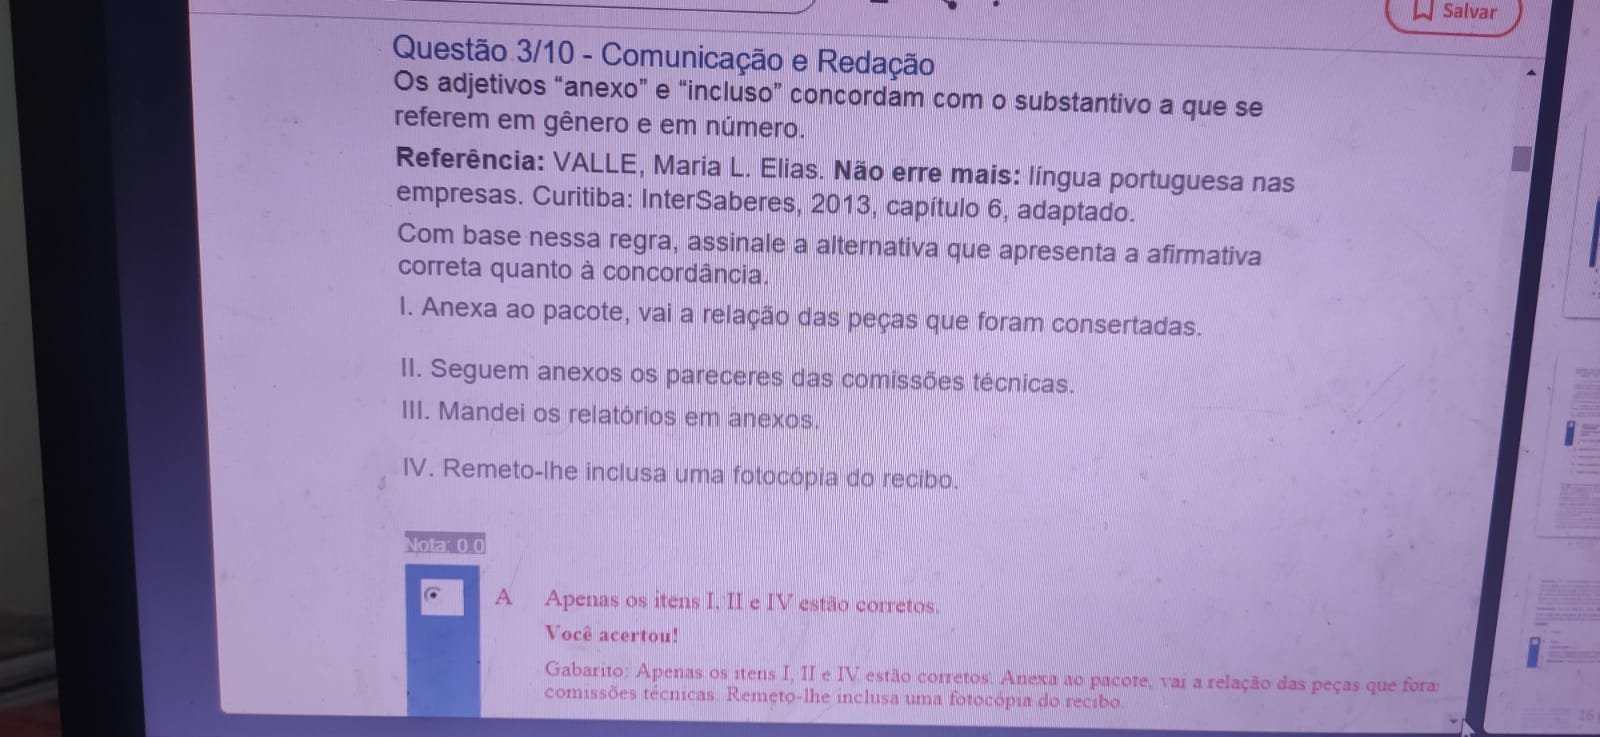 Salvar
Questão 3/10 - Comunicação e Redação
Os adjetivos “anexo” e “incluso” concordam com o substantivo a que se
referem em gênero e em número.
Referência: VALLE, Maria L. Elias. Não erre mais: língua portuguesa nas
empresas. Curitiba: InterSaberes, 2013, capítulo 6, adaptado.
Com base nessa regra, assinale a alternativa que apresenta a afirmativa
correta quanto à concordância.
I. Anexa ao pacote, vai a relação das peças que foram consertadas.
II. Seguem anexos os pareceres das comissões técnicas.
III. Mandei os relatórios em anexos.
IV. Remeto-lhe inclusa uma fotocópia do recibo.
Nota: 0.0
A Apenas os itens I, II e IV estão corretos.
Você acertou!
Gabarito: Apenas os itens I, II e IV estão corretos! Anexa ao pacote, vai a relação das peças que fora
comissões técnicas. Remeto-lhe inclusa uma fotocópia do recibo
16